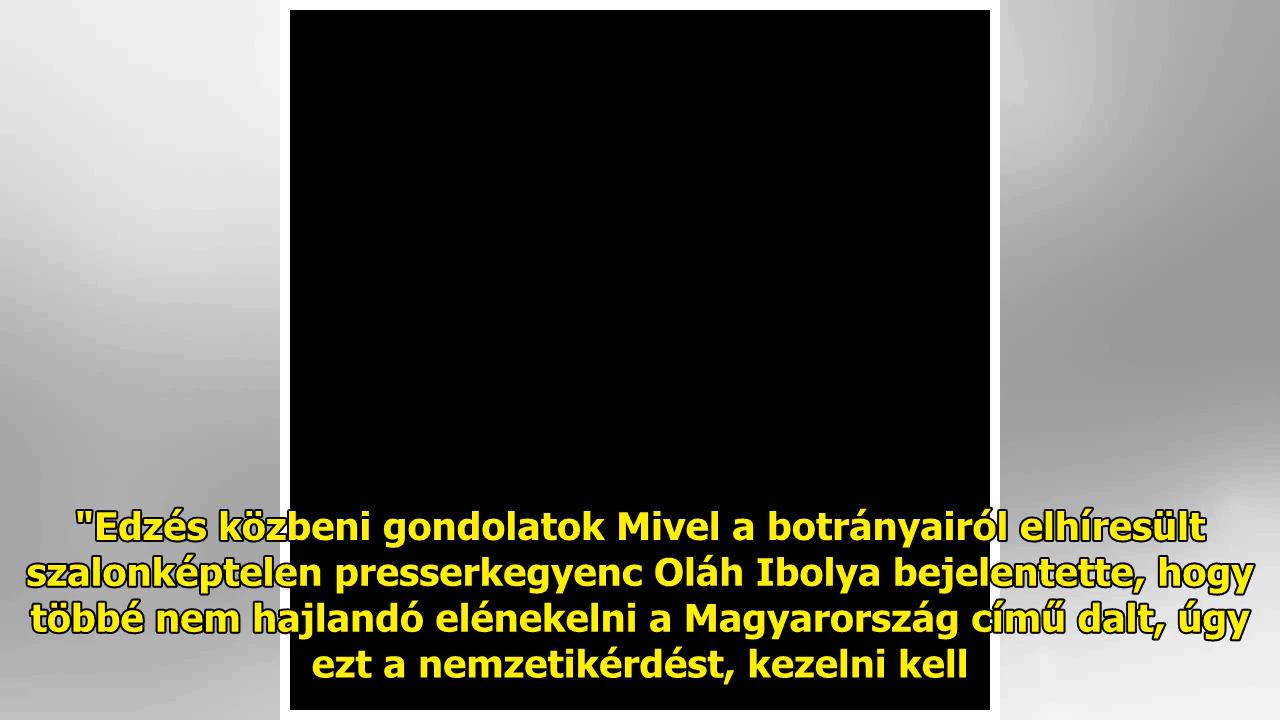 "Edzés közbeni gondolatok Mivel a botrányairól elhíresült
szalonképtelen presserkegyenc Oláh Ibolya bejelentette, hogy
többé nem hajlandó elénekelni a Magyarország című dalt, úgy
ezt a nemzetikérdést, kezelni kell